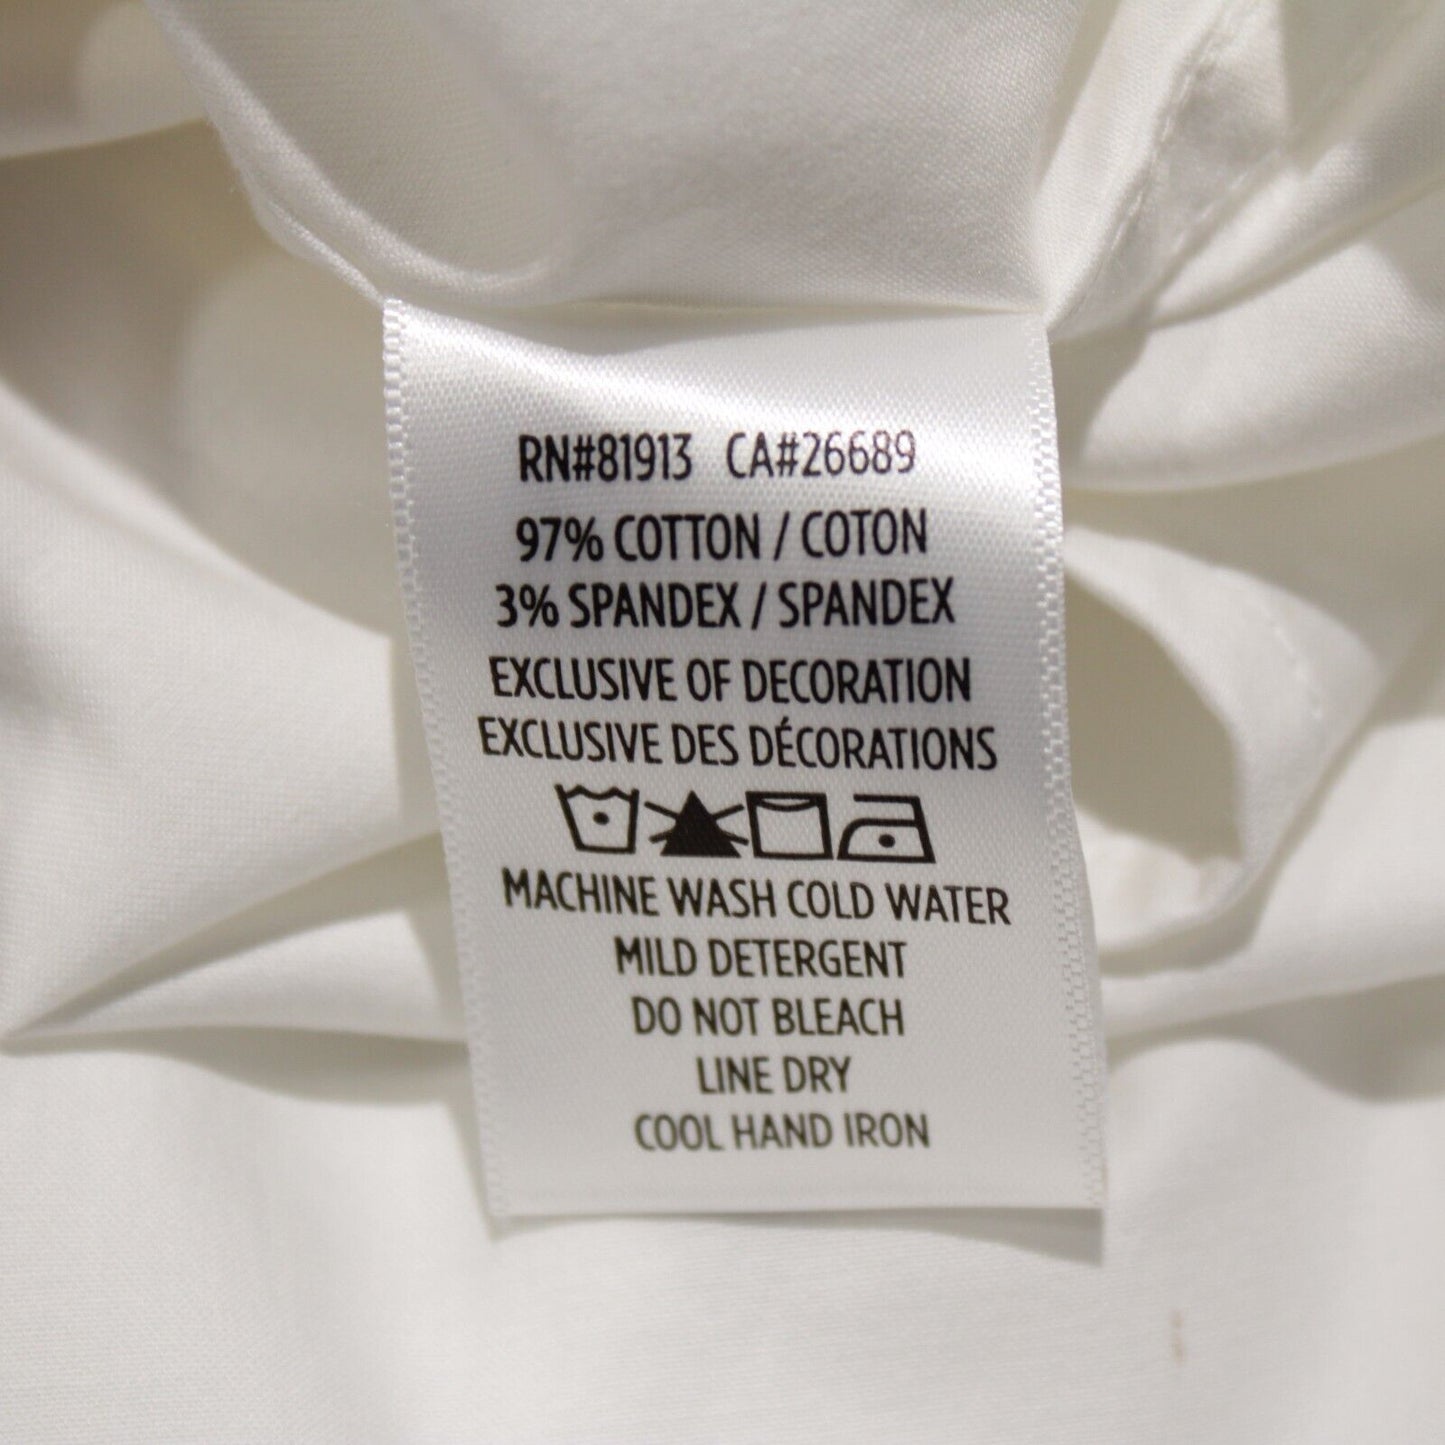 RN#81913 CA#26689
97% COTTON / COTON
3% SPANDEX / SPANDEX
EXCLUSIVE OF DECORATION
EXCLUSIVE DES DÉCORATIONS
MACHINE WASH COLD WATER
MILD DETERGENT
DO NOT BLEACH
LINE DRY
COOL HAND IRON